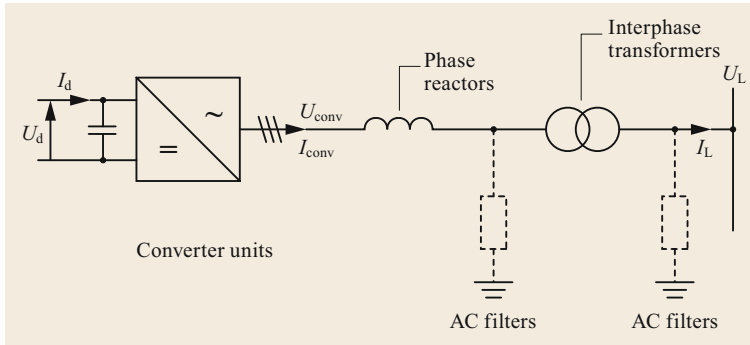 Interphase
transformers
Phase
reactors
U_L
I_d
U_d
~
=
U_conv
I_conv
I_L
Converter units
AC filters
AC filters